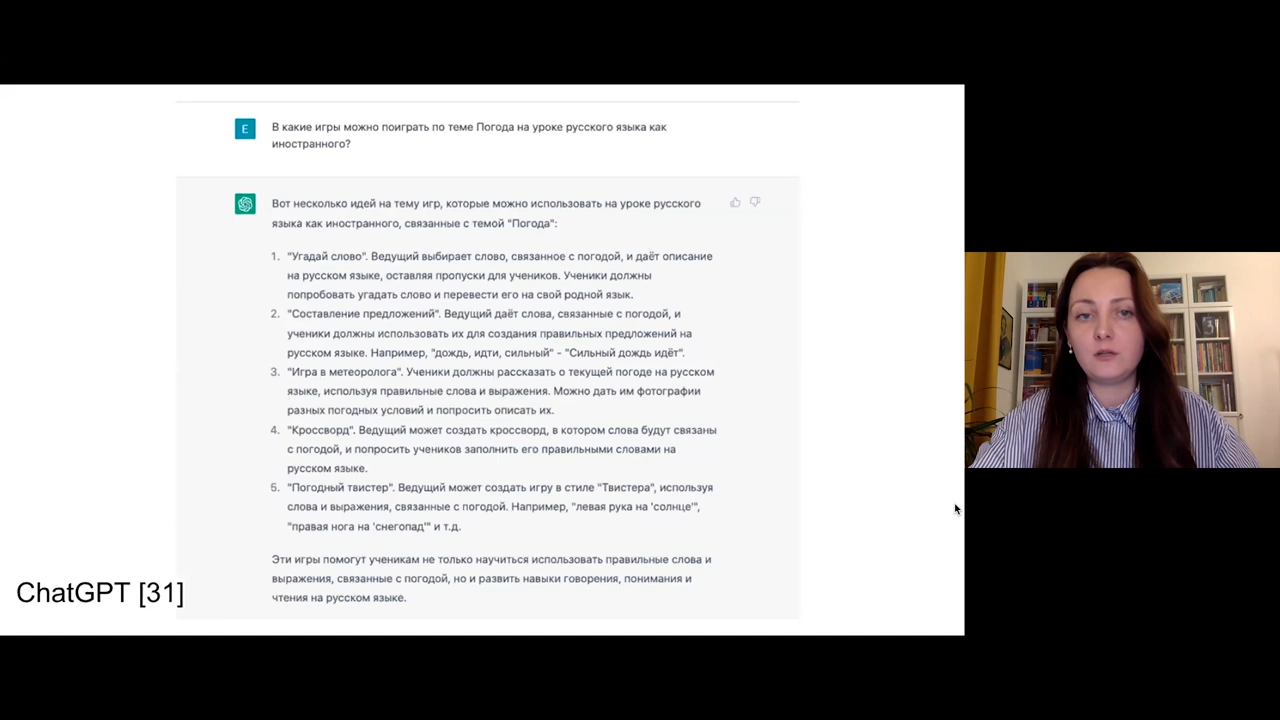 E
В какие игры можно поиграть по теме Погода на уроке русского языка как
иностранного?
Вот несколько идей на тему игр, которые можно использовать на уроке русского
языка как иностранного, связанные с темой "Погода":
1. "Угадай слово". Ведущий выбирает слово, связанное с погодой, и даёт описание
на русском языке, оставляя пропуски для учеников. Ученики должны
попробовать угадать слово и перевести его на свой родной язык.
2. "Составление предложений". Ведущий даёт слова, связанные с погодой, и
ученики должны использовать их для создания правильных предложений на
русском языке. Например, "дождь, идти, сильный" - "Сильный дождь идёт".
3. "Игра в метеоролога". Ученики должны рассказать о текущей погоде на русском
языке, используя правильные слова и выражения. Можно дать им фотографии
разных погодных условий и попросить описать их.
4. "Кроссворд". Ведущий может создать кроссворд, в котором слова будут связаны
с погодой, и попросить учеников заполнить его правильными словами на
русском языке.
5. "Погодный твистер". Ведущий может создать игру в стиле "Твистера", используя
слова и выражения, связанные с погодой. Например, "левая рука на 'солнце'",
"правая нога на 'снегопад'" и т.д.
Эти игры помогут ученикам не только научиться использовать правильные слова и
выражения, связанные с погодой, но и развить навыки говорения, понимания и
чтения на русском языке.
ChatGPT [31]